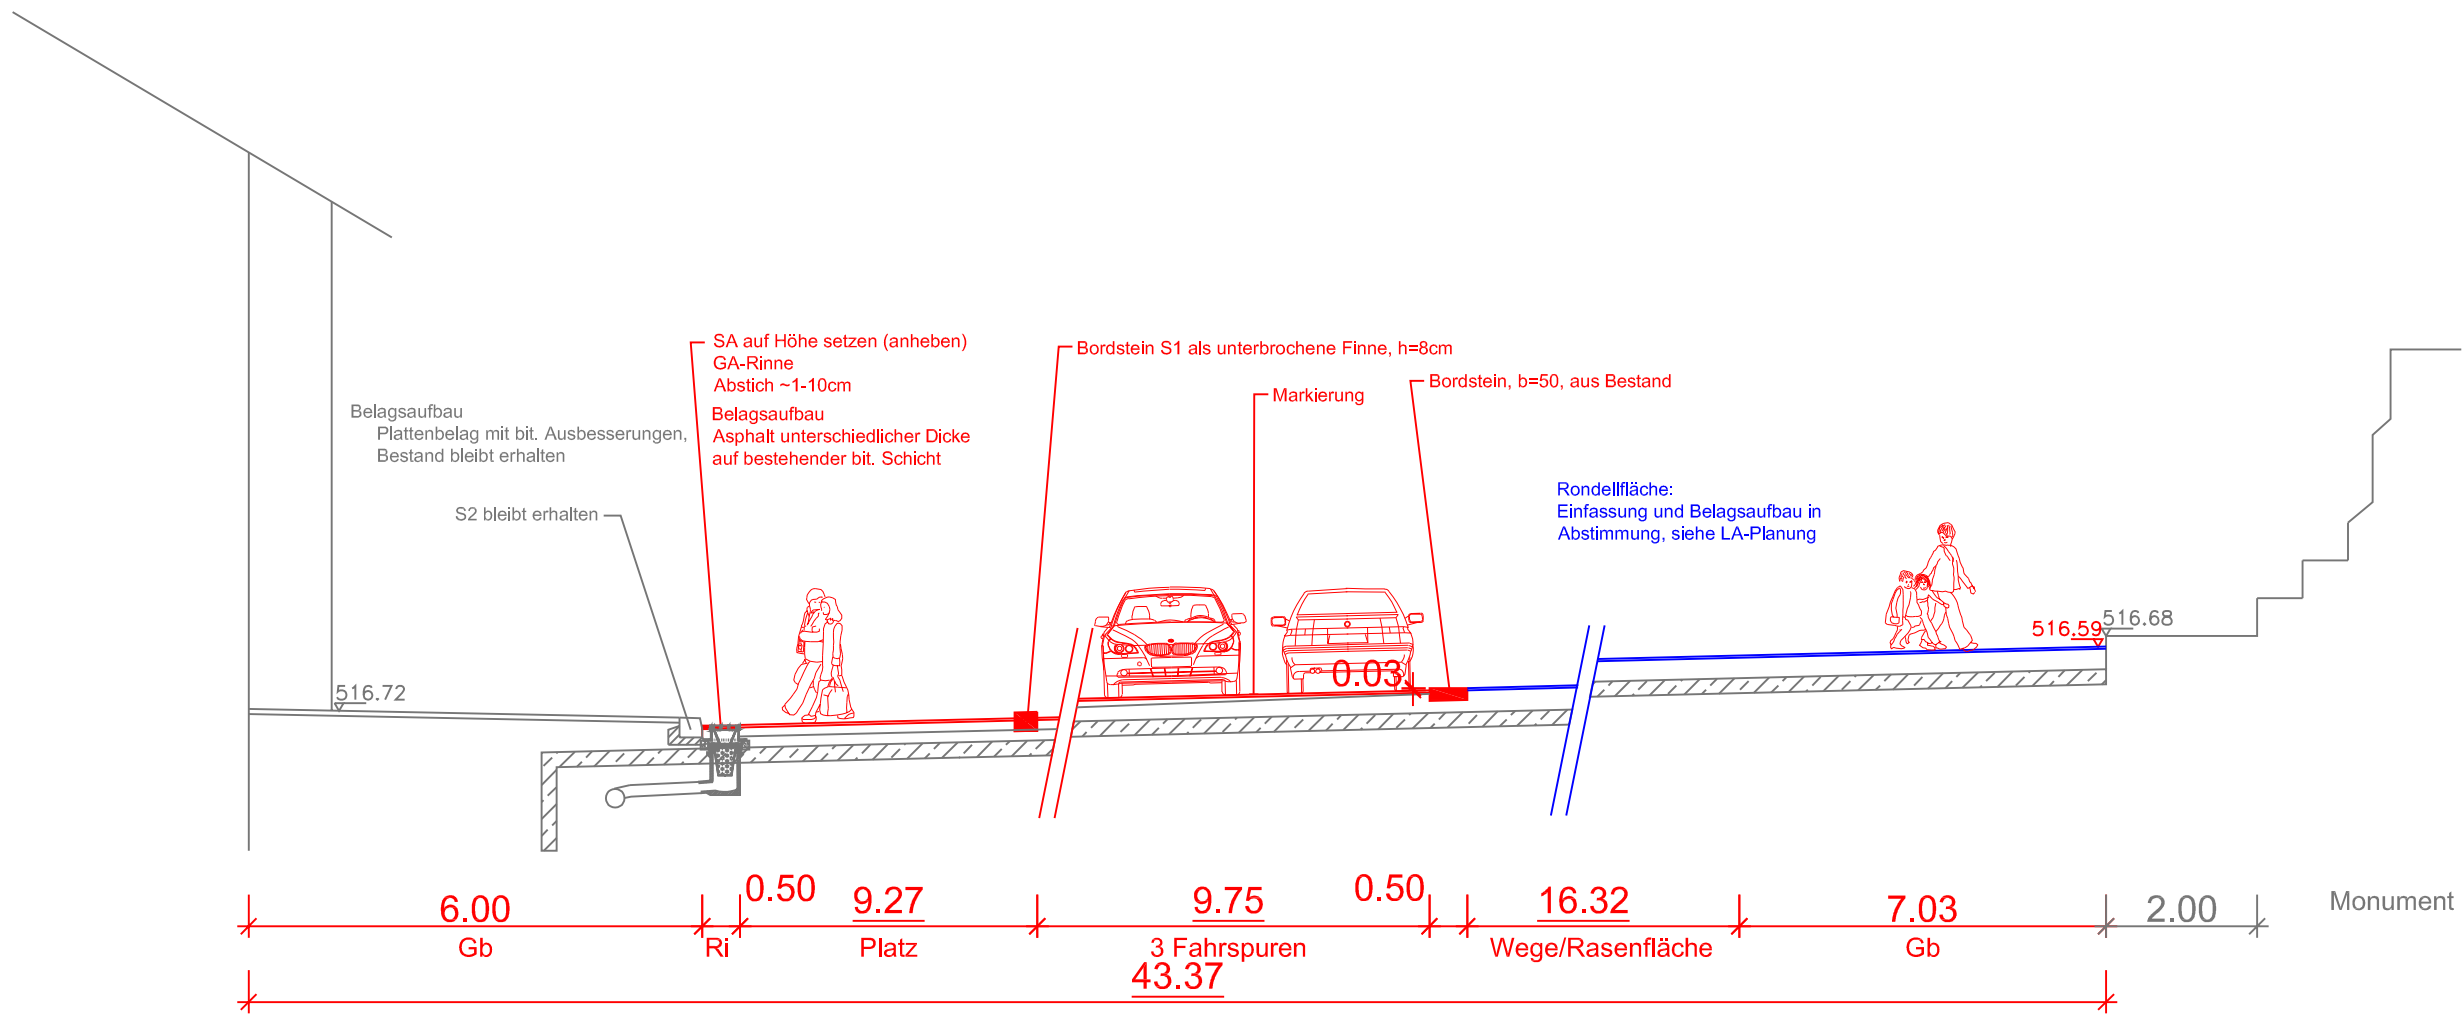 SA auf Höhe setzen (anheben)
GA-Rinne
Abstich ~1-10cm
Belagsaufbau
Asphalt unterschiedlicher Dicke
auf bestehender bit. Schicht
Bordstein S1 als unterbrochene Finne, h=8cm
Bordstein, b=50, aus Bestand
Markierung
Belagsaufbau
Plattenbelag mit bit. Ausbesserungen,
Bestand bleibt erhalten
S2 bleibt erhalten
Rondellfläche:
Einfassung und Belagsaufbau in
Abstimmung, siehe LA-Planung
516.68
516.59
0.03
516.72
6.00
0.50
9.27
9.75
0.50
16.32
7.03
2.00
Monument
Gb
Ri
Platz
3 Fahrspuren
Wege/Rasenfläche
Gb
43.37